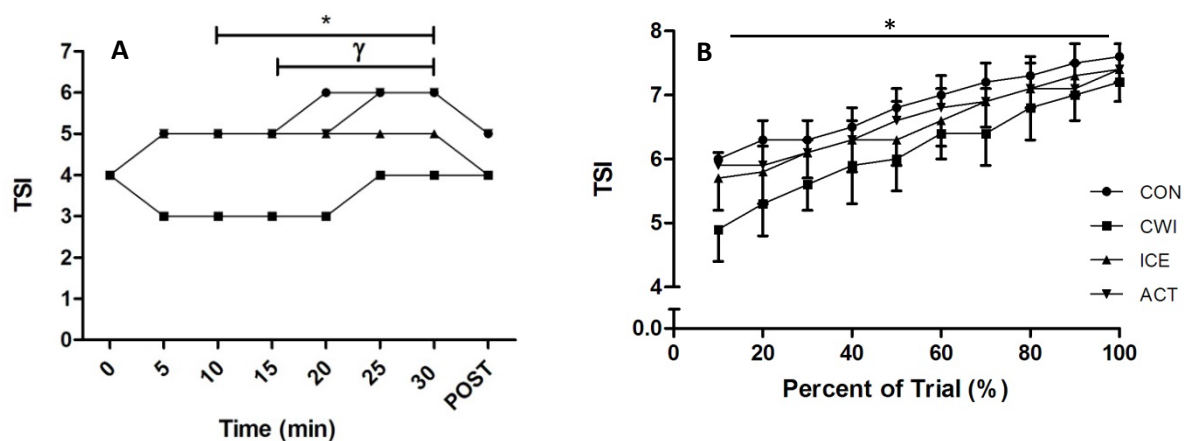 A
*
γ
7
6
5
4
3
2
1
0
TSI
0 5 10 15 20 25 30 POST
Time (min)
B
*
8
7
6
5
4
0.0
TSI
0 20 40 60 80 100
Percent of Trial (%)
CON
CWI
ICE
ACT